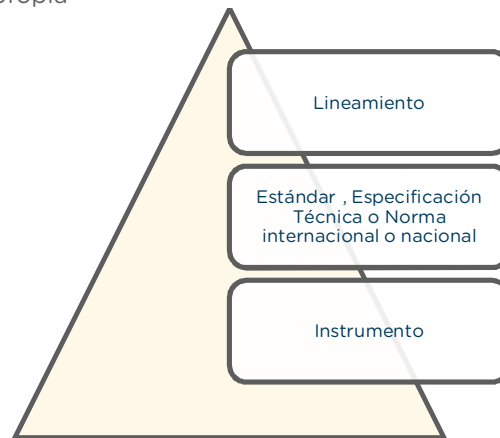 Lineamiento
Estándar , Especificación
Técnica o Norma
internacional o nacional
Instrumento